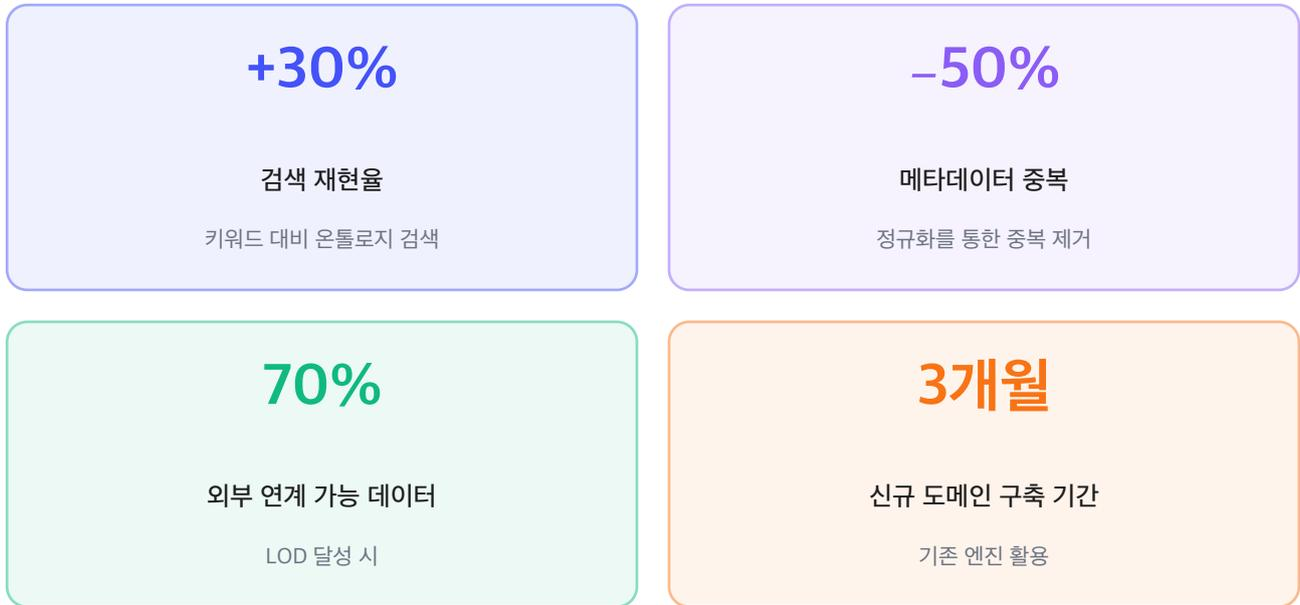 +30%
검색 재현율
키워드 대비 온톨로지 검색
–50%
메타데이터 중복
정규화를 통한 중복 제거
70%
외부 연계 가능 데이터
LOD 달성 시
3개월
신규 도메인 구축 기간
기존 엔진 활용